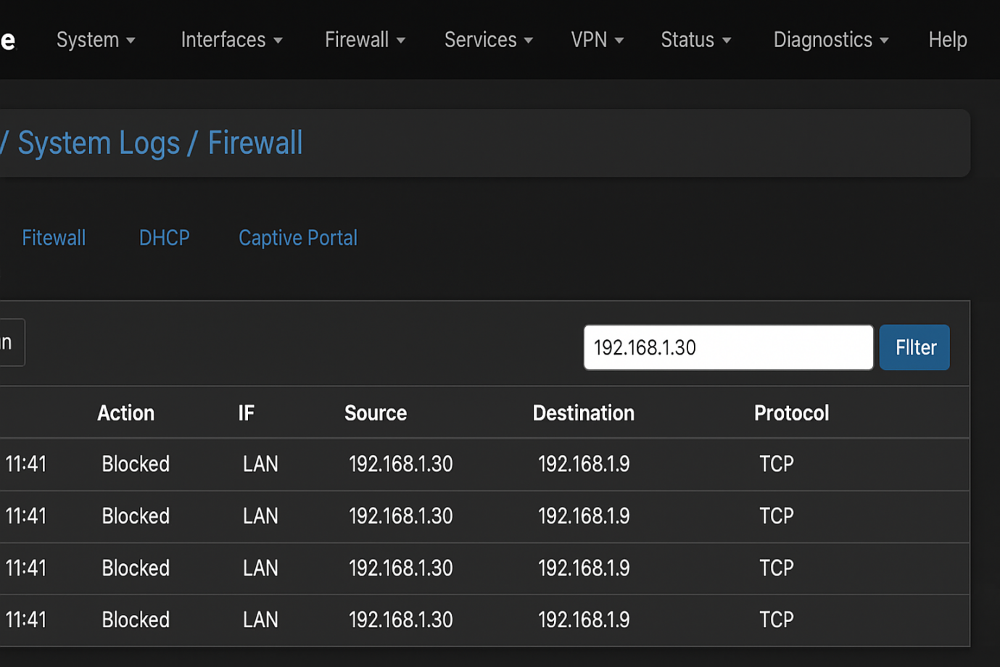 e System Interfaces Firewall Services VPN Status Diagnostics Help
/ System Logs / Firewall
Fitewall DHCP Captive Portal
un 192.168.1.30 FIlter
Action IF Source Destination Protocol
11:41 Blocked LAN 192.168.1.30 192.168.1.9 TCP
11:41 Blocked LAN 192.168.1.30 192.168.1.9 TCP
11:41 Blocked LAN 192.168.1.30 192.168.1.9 TCP
11:41 Blocked LAN 192.168.1.30 192.168.1.9 TCP